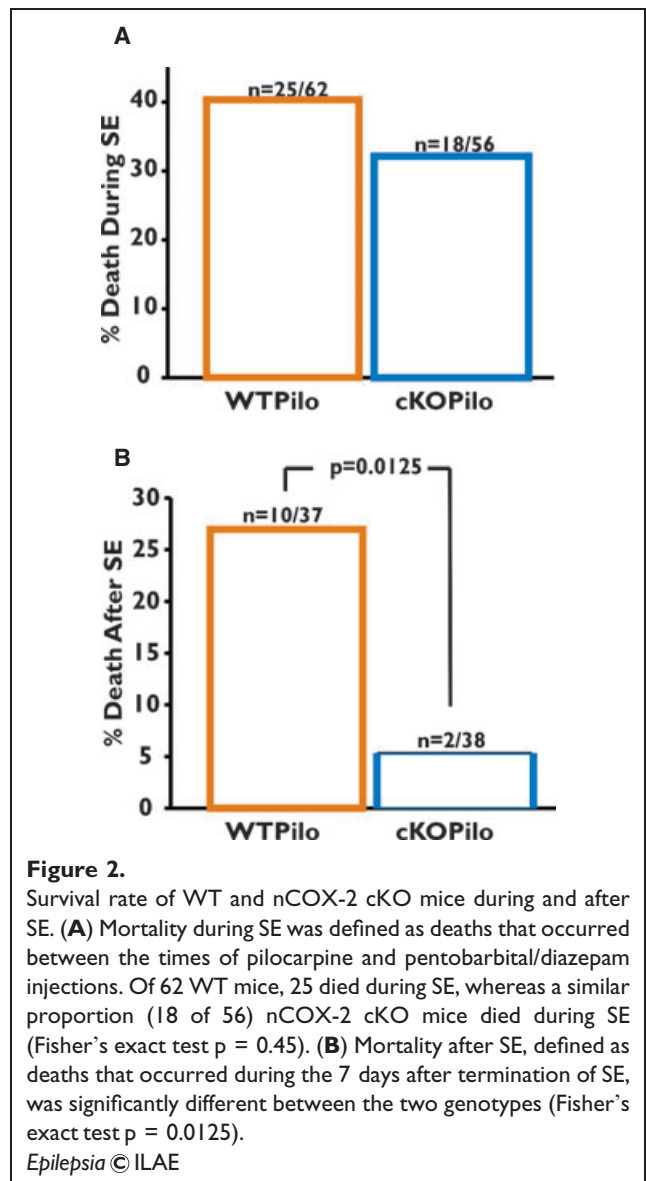 A
n=25/62
n=18/56
40
30
20
10
0
% Death During SE
WTPilo
cKOPilo
B
p=0.0125
n=10/37
n=2/38
30
25
20
15
10
5
0
% Death After SE
WTPilo
cKOPilo
Figure 2.
Survival rate of WT and nCOX-2 cKO mice during and after
SE. (A) Mortality during SE was defined as deaths that occurred
between the times of pilocarpine and pentobarbital/diazepam
injections. Of 62 WT mice, 25 died during SE, whereas a similar
proportion (18 of 56) nCOX-2 cKO mice died during SE
(Fisher's exact test p = 0.45). (B) Mortality after SE, defined as
deaths that occurred during the 7 days after termination of SE,
was significantly different between the two genotypes (Fisher's
exact test p = 0.0125).
Epilepsia © ILAE